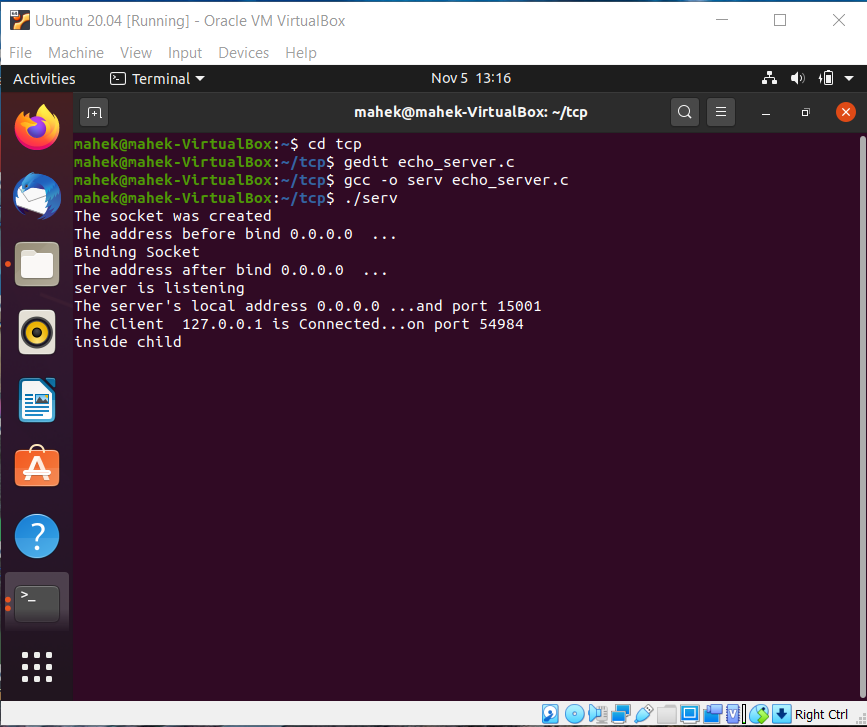 Ubuntu 20.04 [Running] - Oracle VM VirtualBox
File Machine View Input Devices Help
Activities Terminal Nov 5 13:16
mahek@mahek-VirtualBox: ~/tcp
mahek@mahek-VirtualBox:~$ cd tcp
mahek@mahek-VirtualBox:~/tcp$ gedit echo_server.c
mahek@mahek-VirtualBox:~/tcp$ gcc -o serv echo_server.c
mahek@mahek-VirtualBox:~/tcp$ ./serv
The socket was created
The address before bind 0.0.0.0  ...
Binding Socket
The address after bind 0.0.0.0  ...
server is listening
The server's local address 0.0.0.0 ...and port 15001
The Client  127.0.0.1 is Connected...on port 54984
inside child
Right Ctrl